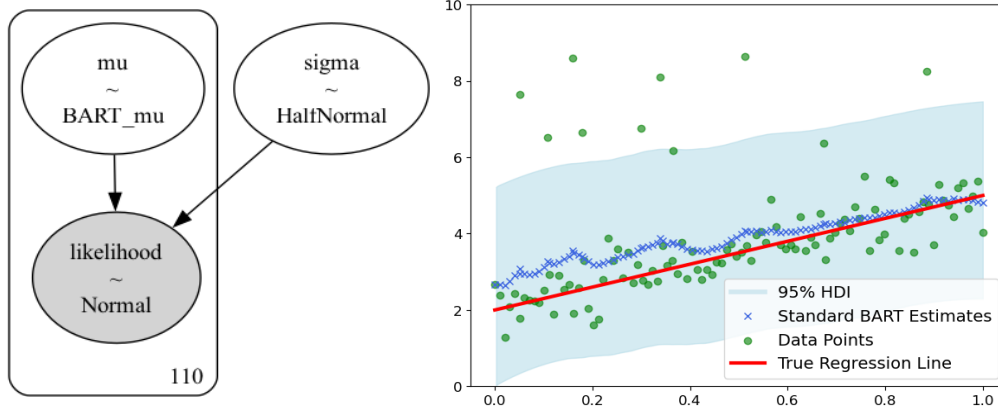 mu
~
BART_mu
sigma
~
HalfNormal
likelihood
~
Normal
110
10
8
6
4
2
0
0.0
0.2
0.4
0.6
0.8
1.0
95% HDI
Standard BART Estimates
Data Points
True Regression Line